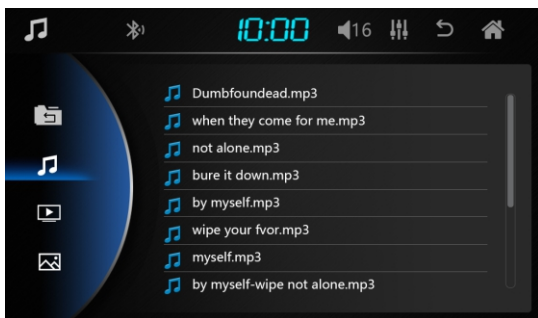 10:00 16
Dumbfoundead.mp3
when they come for me.mp3
not alone.mp3
bure it down.mp3
by myself.mp3
wipe your fvor.mp3
myself.mp3
by myself-wipe not alone.mp3